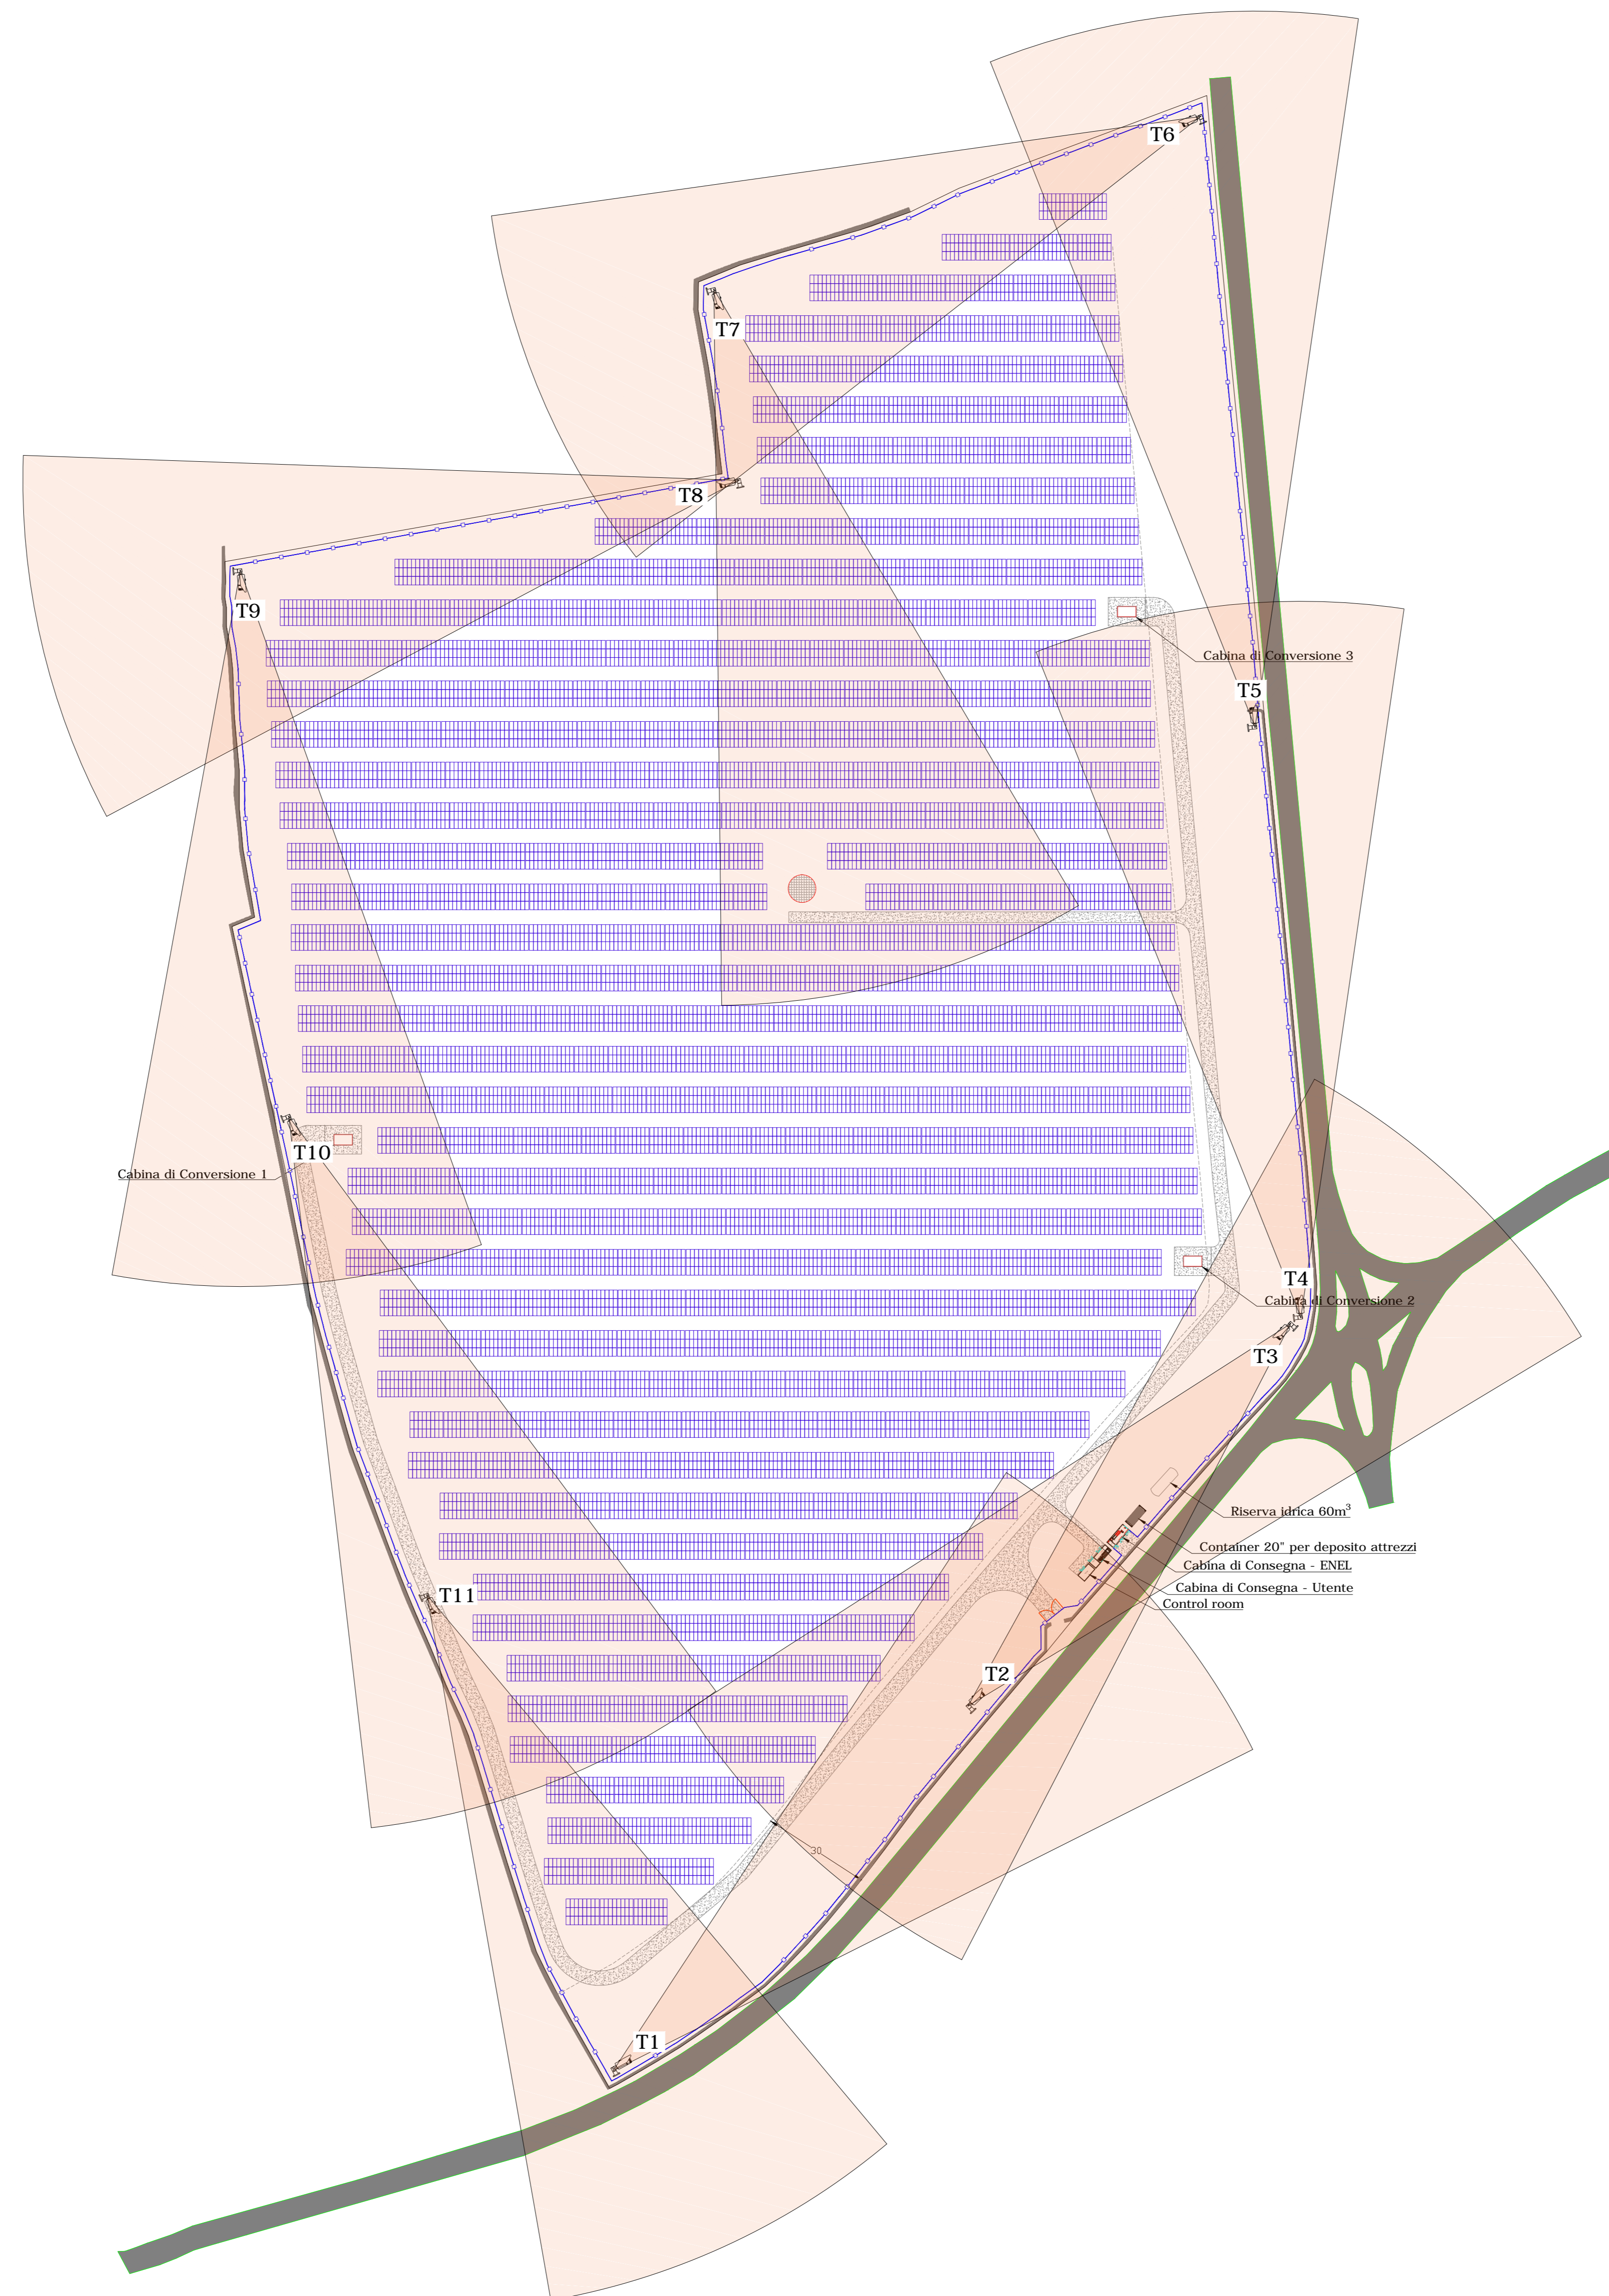 T6
T7
T8
T9
Cabina di Conversione 3
T5
T10
Cabina di Conversione 1
T4
Cabina di Conversione 2
T3
Riserva idrica 60m³
Container 20" per deposito attrezzi
Cabina di Consegna - ENEL
Cabina di Consegna - Utente
Control room
T11
T2
30
T1